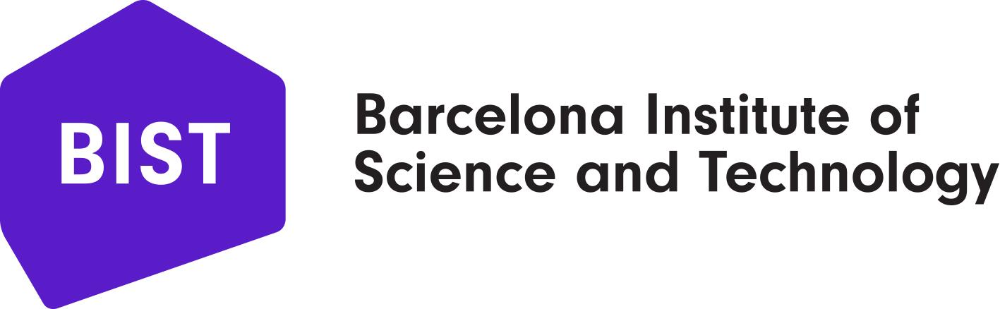 BIST
Barcelona Institute of
Science and Technology